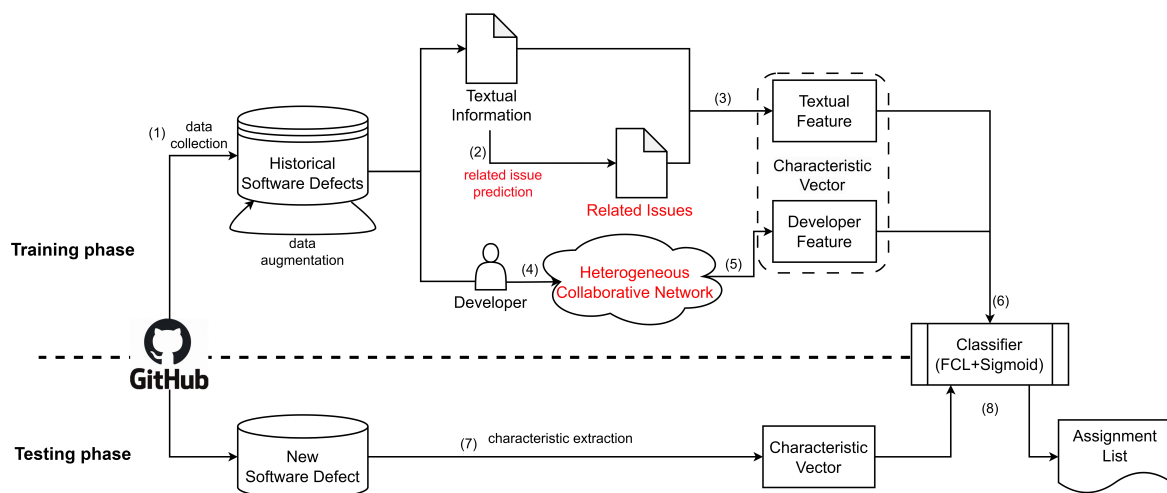 Textual
Information
(1)
data
collection
Historical
Software Defects
data
augmentation
(2)
related issue
prediction
Related Issues
(3)
Textual
Feature
Characteristic
Vector
Developer
Feature
Training phase
Developer
(4)
Heterogeneous
Collaborative Network
(5)
(6)
GitHub
Classifier
(FCL+Sigmoid)
Testing phase
New
Software Defect
(7)
characteristic extraction
Characteristic
Vector
(8)
Assignment
List